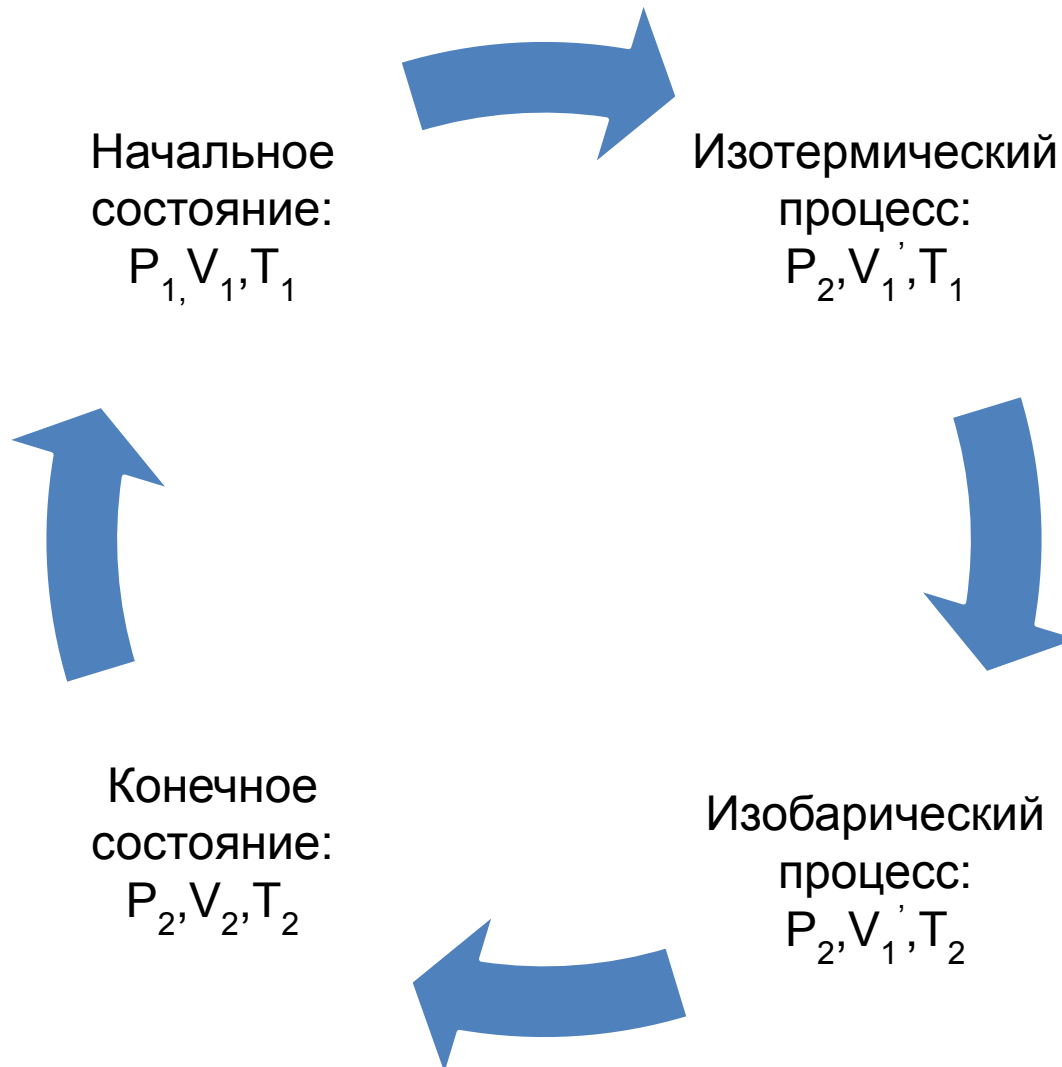 Начальное
состояние:
P₁,V₁,T₁
Изотермический
процесс:
P₂,V₁’,T₁
Изобарический
процесс:
P₂,V₁’,T₂
Конечное
состояние:
P₂,V₂,T₂